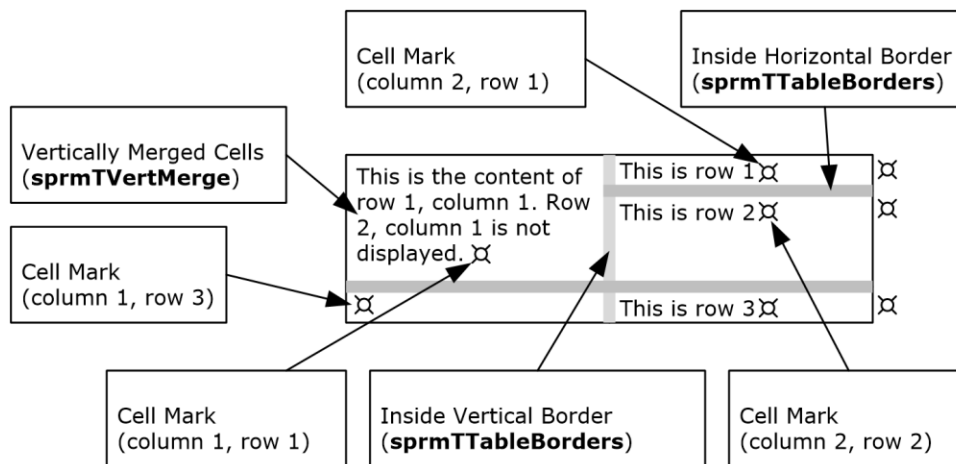 Cell Mark
(column 2, row 1)
Inside Horizontal Border
(sprmTTableBorders)
Vertically Merged Cells
(sprmTVertMerge)
This is the content of
row 1, column 1. Row
2, column 1 is not
displayed.
This is row 1
This is row 2
This is row 3
Cell Mark
(column 1, row 3)
Cell Mark
(column 1, row 1)
Inside Vertical Border
(sprmTTableBorders)
Cell Mark
(column 2, row 2)